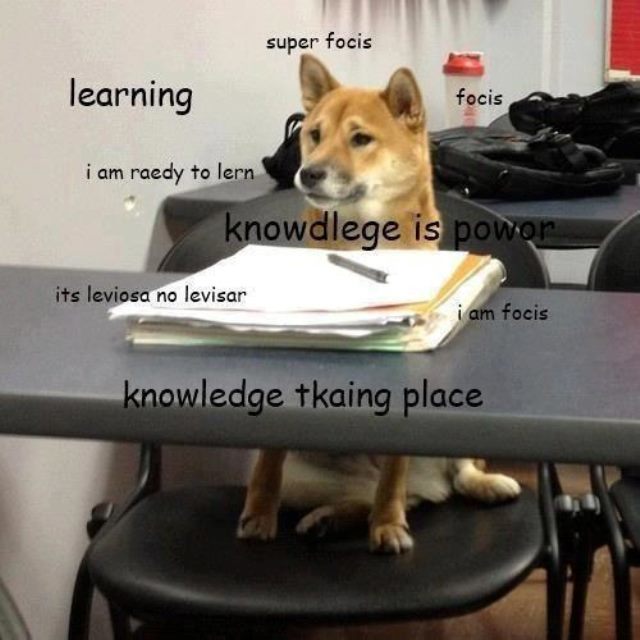 super focis
learning
focis
i am raedy to lern
knowdlege is powor
its leviosa no levisar
i am focis
knowledge tkaing place